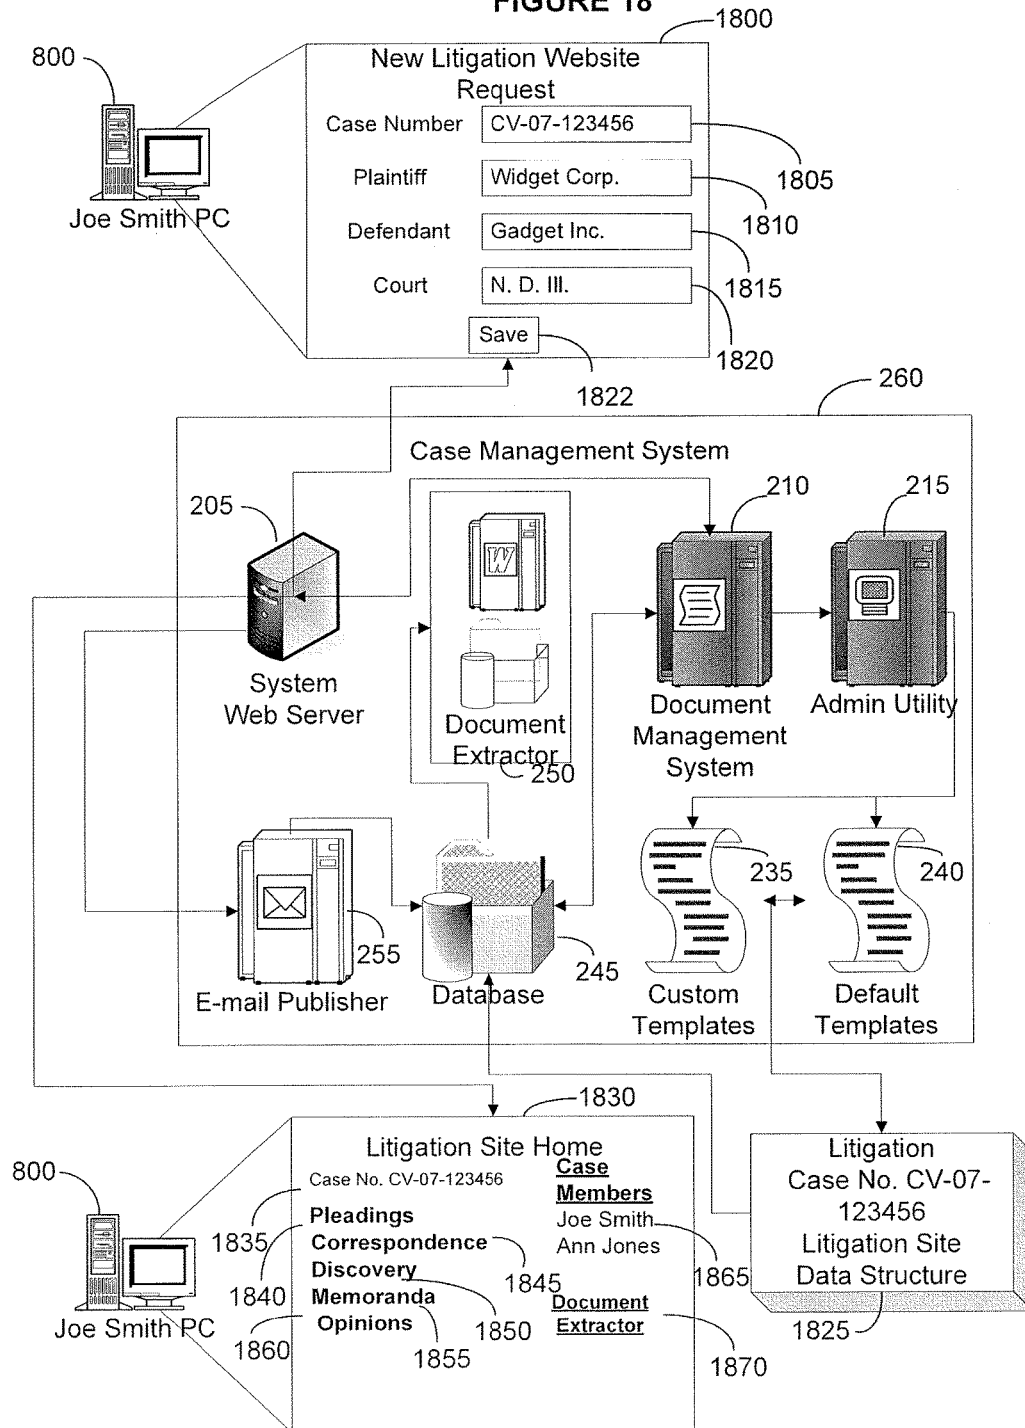 FIGURE 18
1800
800
New Litigation Website
Request
Case Number CV-07-123456
1805
Plaintiff Widget Corp.
1810
Joe Smith PC
Defendant Gadget Inc.
1815
Court N. D. Ill.
1820
Save
1822
260
Case Management System
205
210
215
W
System
Web Server
Document
Extractor
250
Document
Management
System
Admin Utility
235
240
255
245
E-mail Publisher
Database
Custom
Templates
Default
Templates
1830
800
Litigation Site Home
Case No. CV-07-123456
1835
Pleadings
1840
Correspondence
1845
Discovery
1850
Memoranda
1855
Opinions
1860
Case
Members
Joe Smith
1865
Ann Jones
Document
Extractor
1870
Joe Smith PC
Litigation
Case No. CV-07-
123456
Litigation Site
Data Structure
1825